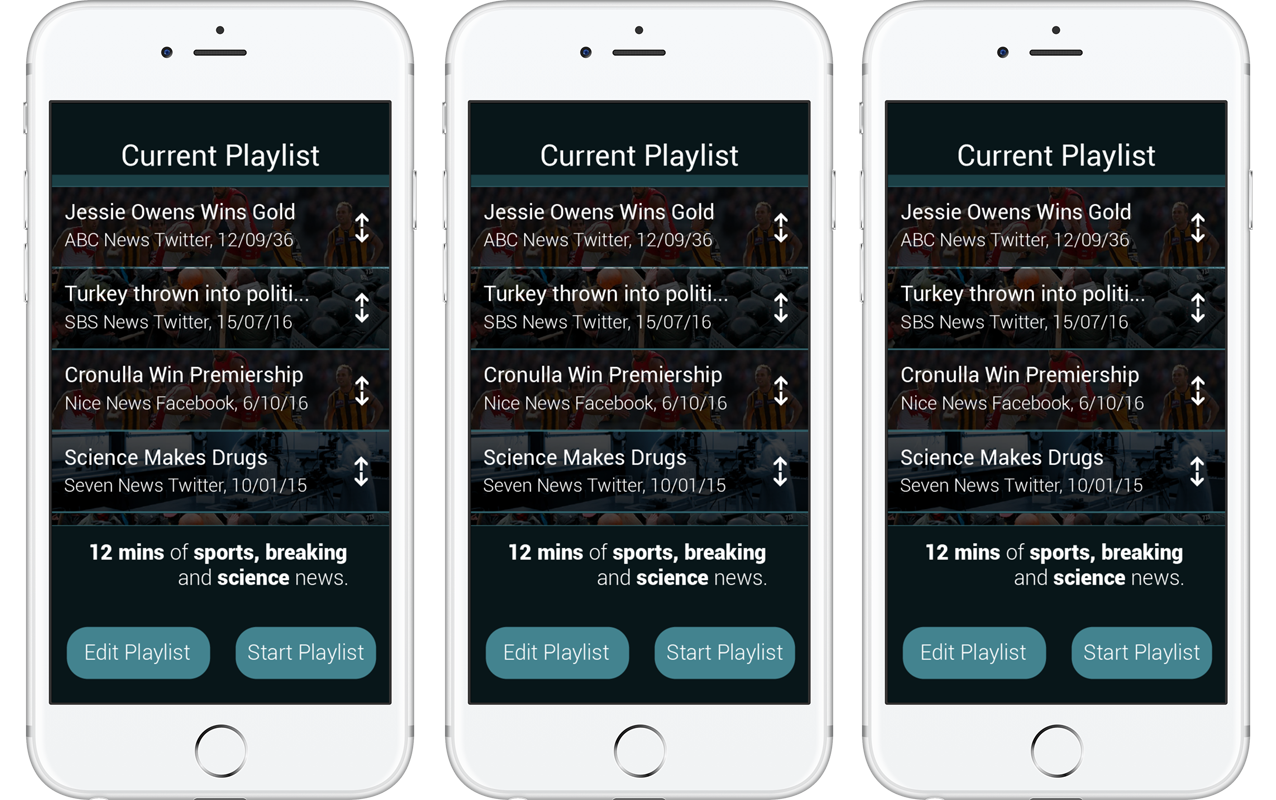 Current Playlist
Jessie Owens Wins Gold
ABC News Twitter, 12/09/36
Turkey thrown into politi...
SBS News Twitter, 15/07/16
Cronulla Win Premiership
Nice News Facebook, 6/10/16
Science Makes Drugs
Seven News Twitter, 10/01/15
12 mins of sports, breaking
and science news.
Edit Playlist
Start Playlist
Current Playlist
Jessie Owens Wins Gold
ABC News Twitter, 12/09/36
Turkey thrown into politi...
SBS News Twitter, 15/07/16
Cronulla Win Premiership
Nice News Facebook, 6/10/16
Science Makes Drugs
Seven News Twitter, 10/01/15
12 mins of sports, breaking
and science news.
Edit Playlist
Start Playlist
Current Playlist
Jessie Owens Wins Gold
ABC News Twitter, 12/09/36
Turkey thrown into politi...
SBS News Twitter, 15/07/16
Cronulla Win Premiership
Nice News Facebook, 6/10/16
Science Makes Drugs
Seven News Twitter, 10/01/15
12 mins of sports, breaking
and science news.
Edit Playlist
Start Playlist